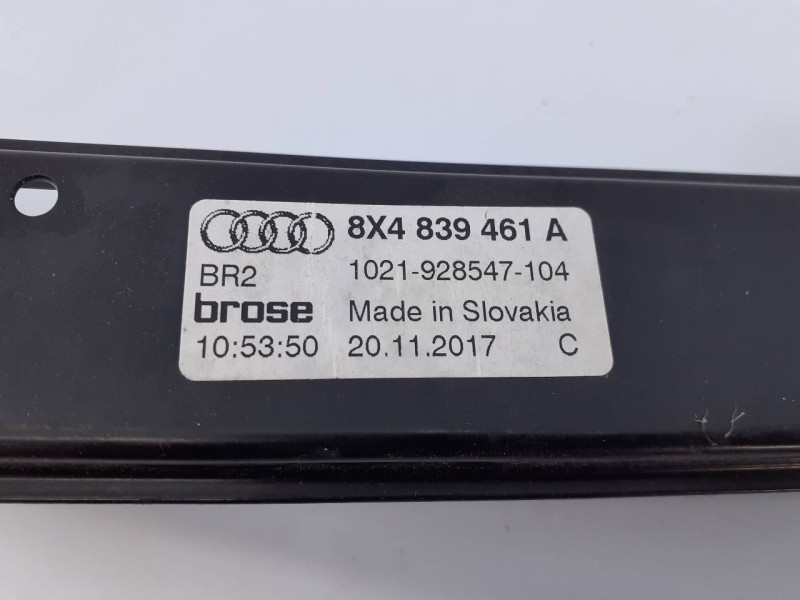 8X4 839 461 A
BR2 1021-928547-104
brose Made in Slovakia
10:53:50 20.11.2017 C